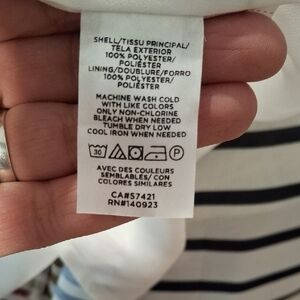 SHELL/TISSU PRINCIPAL/
TELA EXTERIOR
100% POLYESTER/
POLIÉSTER
LINING/DOUBLURE/FORRO
100% POLYESTER/
POLIÉSTER
MACHINE WASH COLD
WITH LIKE COLORS
ONLY NON-CHLORINE
BLEACH WHEN NEEDED
TUMBLE DRY LOW
COOL IRON WHEN NEEDED
30 P
AVEC DES COULEURS
SEMBLABLES/ CON
COLORES SIMILARES
CA#57421
RN#140923